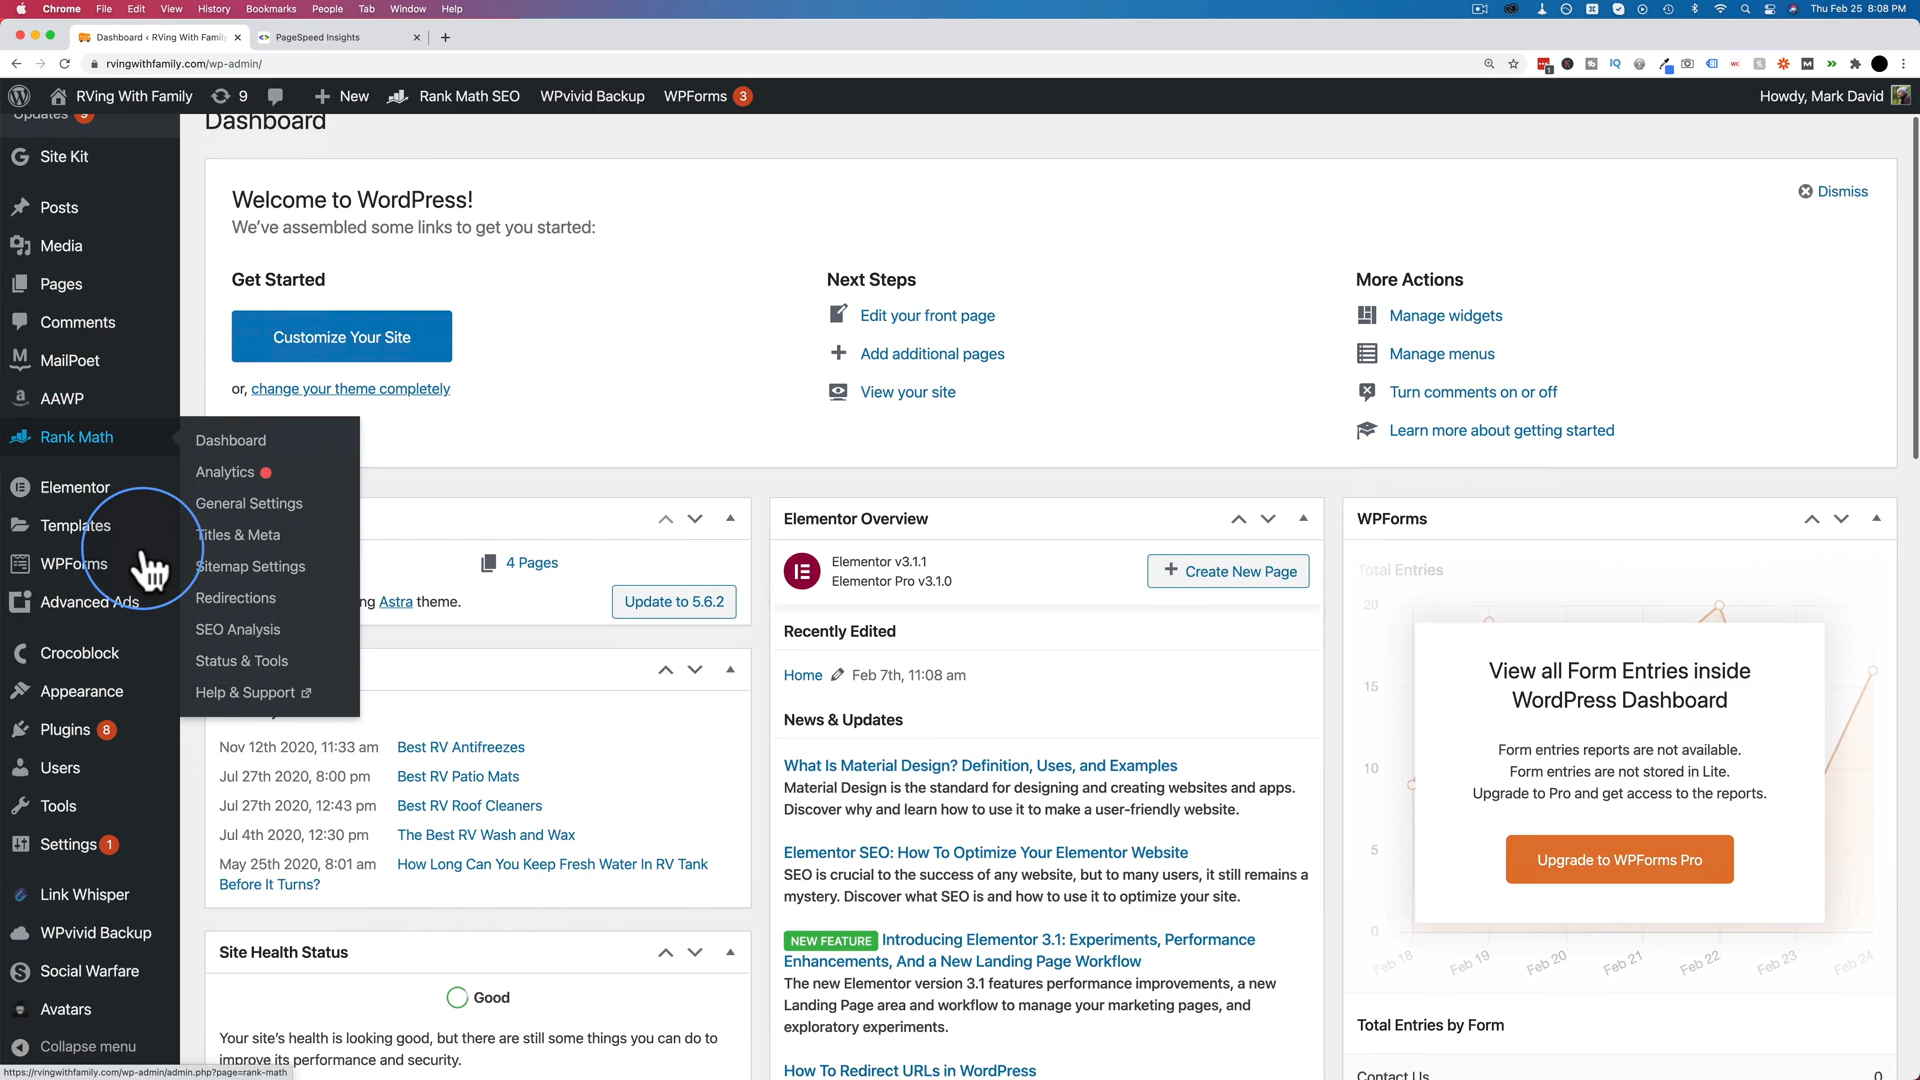 Chrome File Edit View History Bookmarks People Tab Window Help Thu Feb 25 8:08 PM
Dashboard ‹ RVing With Family PageSpeed Insights
rvingwithfamily.com/wp-admin/
RVing With Family 9 New Rank Math SEO WPvivid Backup WPForms 3 Howdy, Mark David
Updates 9
Site Kit
Posts
Media
Pages
Comments
MailPoet
AAWP
Rank Math
Elementor
Templates
WPForms
Advanced Ads
Crocoblock
Appearance
Plugins 8
Users
Tools
Settings 1
Link Whisper
WPvivid Backup
Social Warfare
Avatars
Collapse menu
Dashboard
Analytics
General Settings
Titles & Meta
Sitemap Settings
Redirections
SEO Analysis
Status & Tools
Help & Support
Dashboard
Welcome to WordPress!
We've assembled some links to get you started:
Dismiss
Get Started
Customize Your Site
or, change your theme completely
Next Steps
Edit your front page
Add additional pages
View your site
More Actions
Manage widgets
Manage menus
Turn comments on or off
Learn more about getting started
4 Pages
ng Astra theme.
Update to 5.6.2
Nov 12th 2020, 11:33 am Best RV Antifreezes
Jul 27th 2020, 8:00 pm Best RV Patio Mats
Jul 27th 2020, 12:43 pm Best RV Roof Cleaners
Jul 4th 2020, 12:30 pm The Best RV Wash and Wax
May 25th 2020, 8:01 am How Long Can You Keep Fresh Water In RV Tank
Before It Turns?
Site Health Status
Good
Your site's health is looking good, but there are still some things you can do to
improve its performance and security.
Elementor Overview
Elementor v3.1.1
Elementor Pro v3.1.0
Create New Page
Recently Edited
Home Feb 7th, 11:08 am
News & Updates
What Is Material Design? Definition, Uses, and Examples
Material Design is the standard for designing and creating websites and apps.
Discover why and learn how to use it to make a user-friendly website.
Elementor SEO: How To Optimize Your Elementor Website
SEO is crucial to the success of any website, but to many users, it still remains a
mystery. Discover what SEO is and how to use it to optimize your site.
NEW FEATURE Introducing Elementor 3.1: Experiments, Performance
Enhancements, And a New Landing Page Workflow
The new Elementor version 3.1 features performance improvements, a new
Landing Page area and workflow to manage your marketing pages, and
exploratory experiments.
How To Redirect URLs in WordPress
WPForms
Total Entries
20
15
10
5
0
View all Form Entries inside
WordPress Dashboard
Form entries reports are not available.
Form entries are not stored in Lite.
Upgrade to Pro and get access to the reports.
Upgrade to WPForms Pro
Feb 18 Feb 19 Feb 20 Feb 21 Feb 22 Feb 23 Feb 24
Total Entries by Form
Contact Us 0
https://rvingwithfamily.com/wp-admin/admin.php?page=rank-math